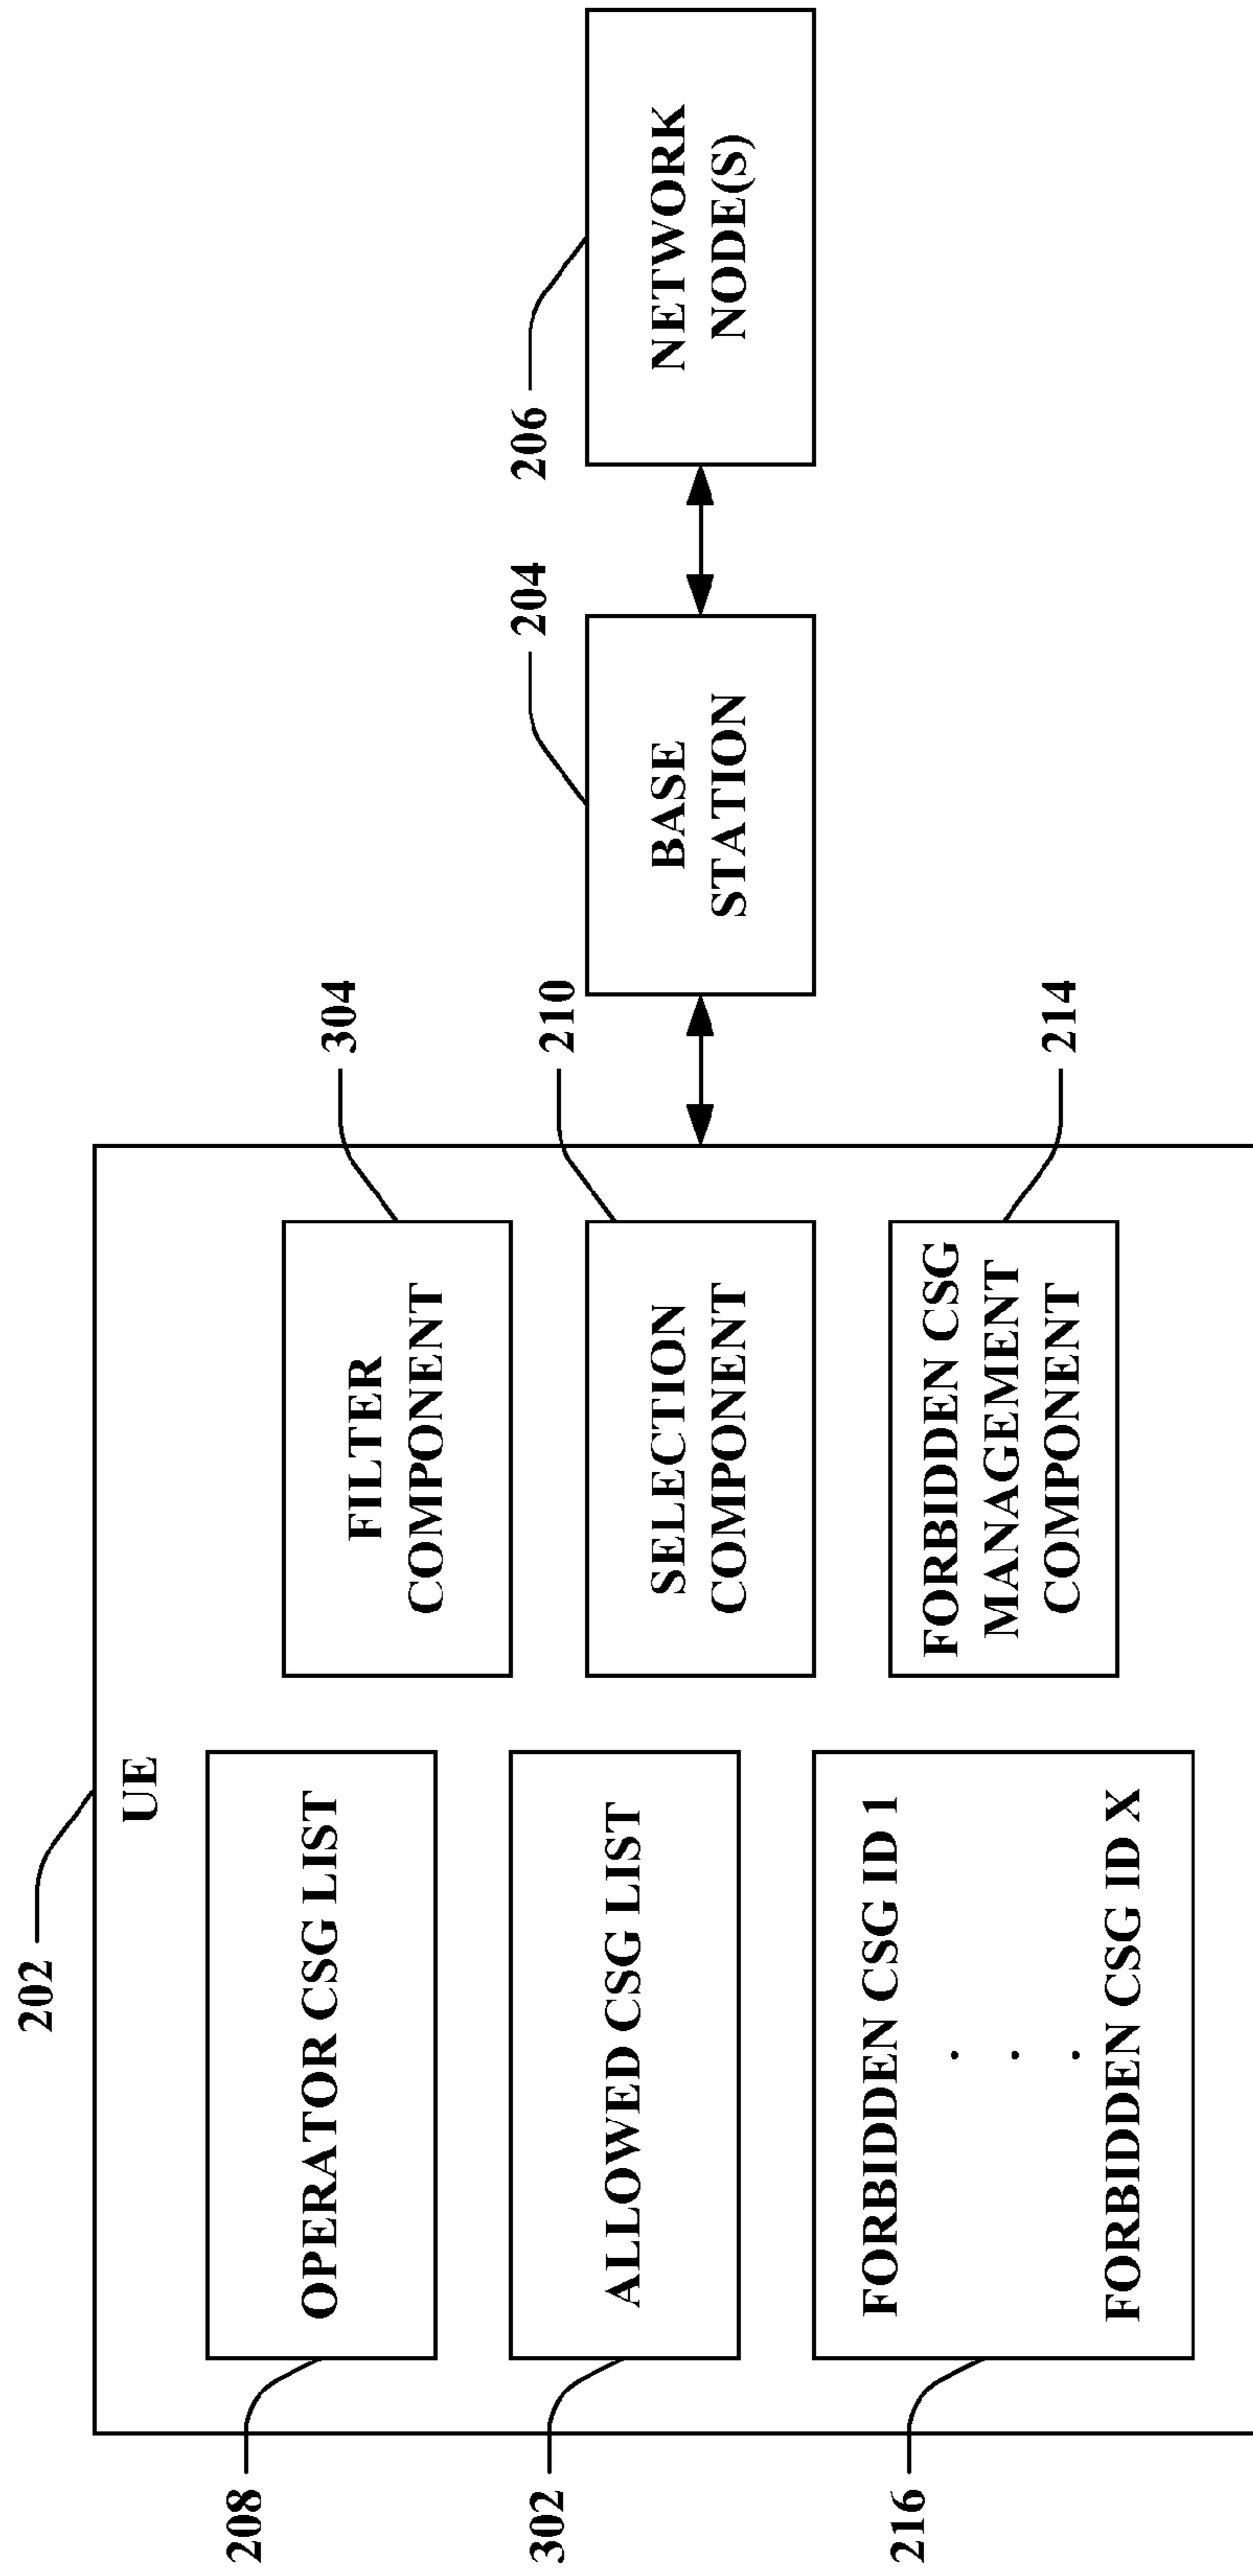 202
UE
208
OPERATOR CSG LIST
FILTER
COMPONENT
304
302
ALLOWED CSG LIST
SELECTION
COMPONENT
210
216
FORBIDDEN CSG ID 1
.
.
.
FORBIDDEN CSG ID X
FORBIDDEN CSG
MANAGEMENT
COMPONENT
214
204
BASE
STATION
206
NETWORK
NODE(S)